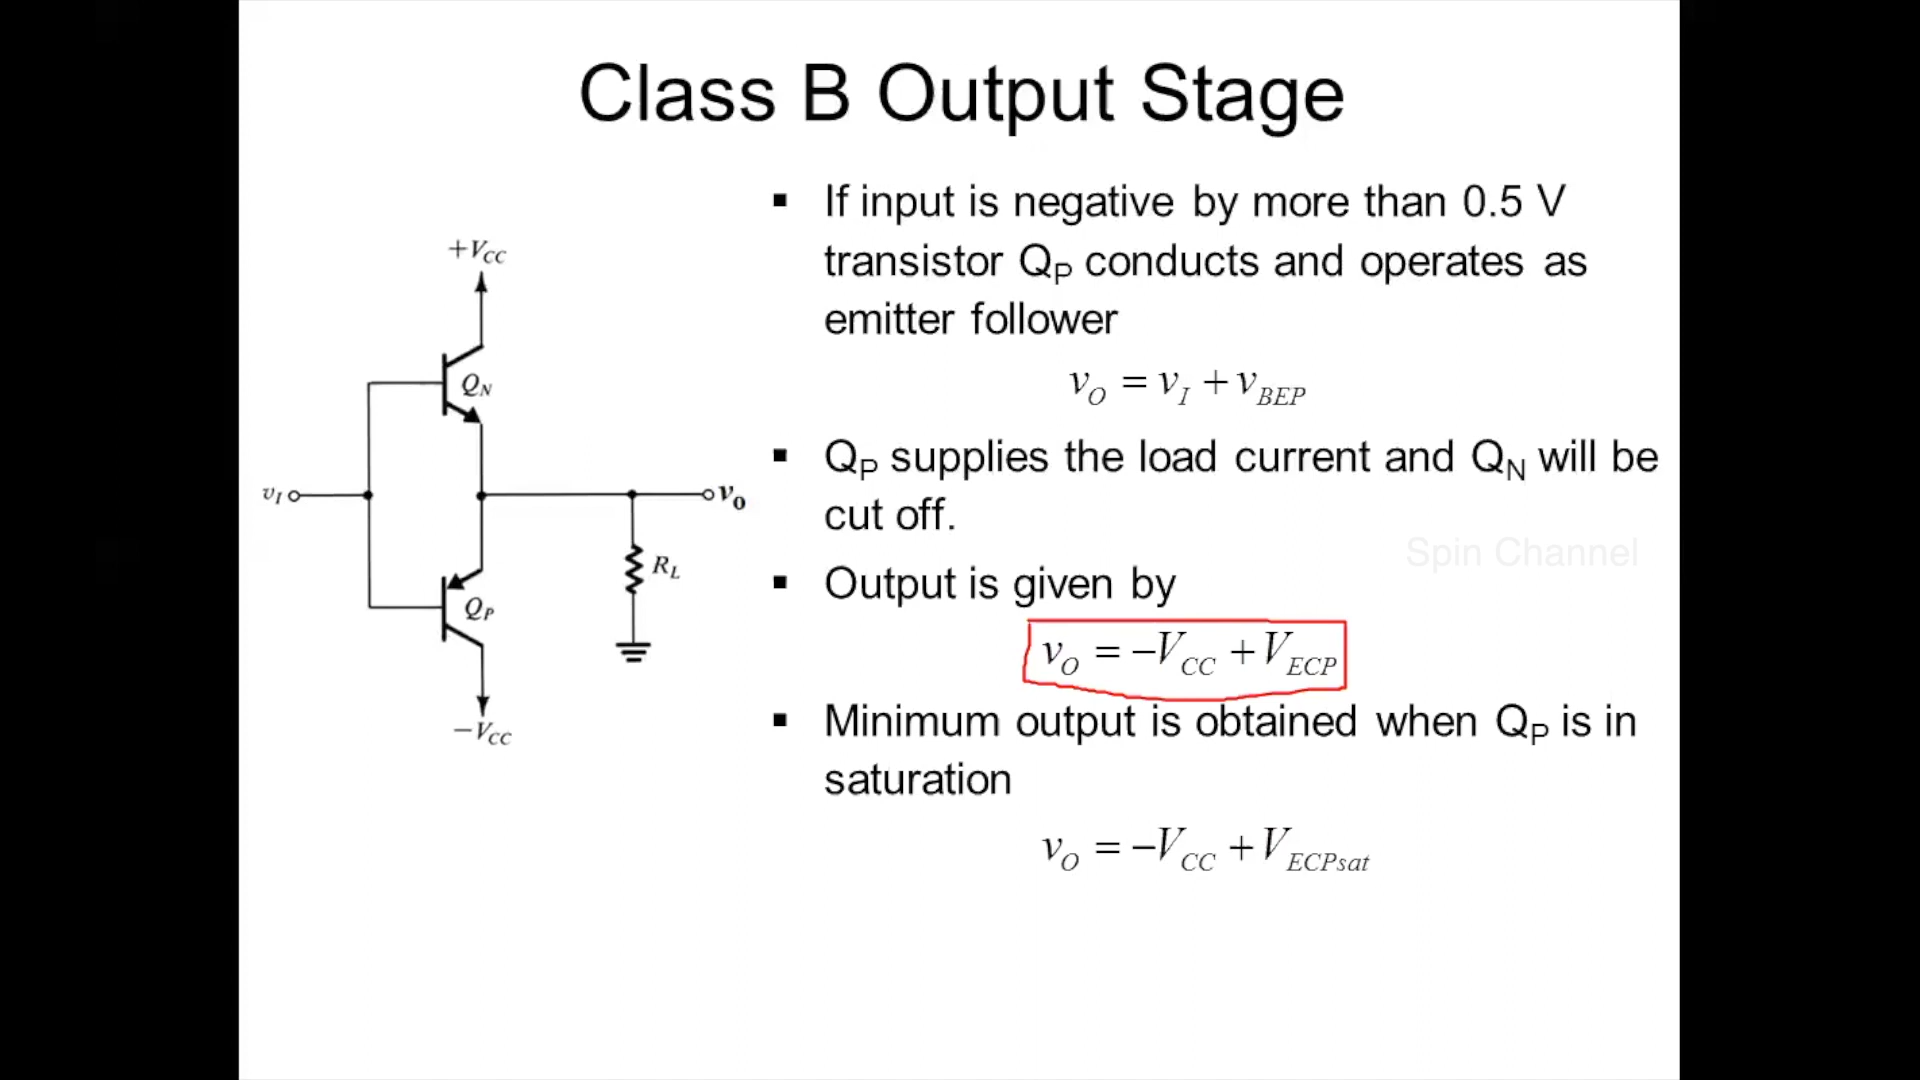 Class B Output Stage
▪ If input is negative by more than 0.5 V
transistor Q_P conducts and operates as
emitter follower
v_O = v_I + v_BEP
▪ Q_P supplies the load current and Q_N will be
cut off.
Spin Channel
▪ Output is given by
v_O = −V_CC + V_ECP
▪ Minimum output is obtained when Q_P is in
saturation
v_O = −V_CC + V_ECPsat
+V_CC
Q_N
v_I
v_o
R_L
Q_P
−V_CC